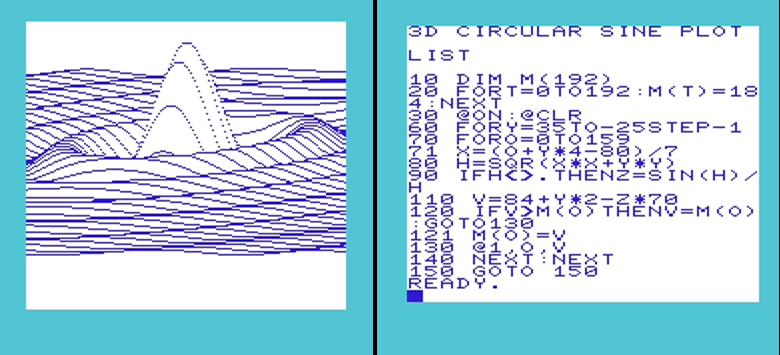 3D CIRCULAR SINE PLOT
LIST
10 DIM M(192)
20 FORT=0TO192:M(T)=18
4:NEXT
30 @ON:@CLR
60 FORY=35TO-25STEP-1
70 FORO=0TO159
71 X=(O+Y*4-80)/7
80 H=SQR(X*X+Y*Y)
90 IFH<>.THENZ=SIN(H)/
H
110 V=84+Y*2-Z*70
120 IFV>M(O)THENV=M(O)
:GOTO130
121 M(O)=V
130 @1,O,V
140 NEXT:NEXT
150 GOTO 150
READY.